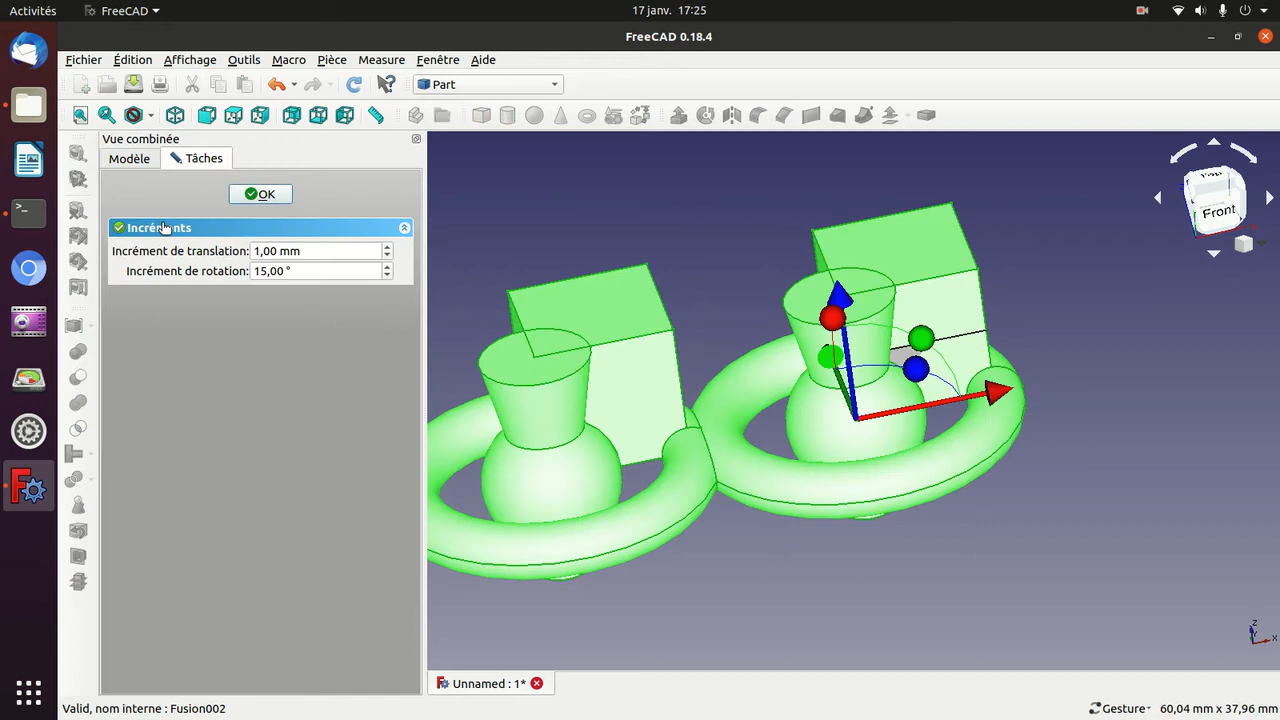 Activités FreeCAD 17 janv. 17:25
FreeCAD 0.18.4
Fichier Édition Affichage Outils Macro Pièce Mesure Fenêtre Aide
Part
Vue combinée
Modèle Tâches
OK
Incréments
Incrément de translation: 1,00 mm
Incrément de rotation: 15,00 °
Top
Front
Z
Y
X
Unnamed : 1*
Valid, nom interne : Fusion002 Gesture 60,04 mm x 37,96 mm